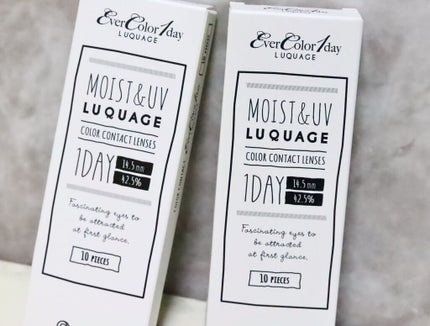 EverColor1day
LUQUAGE
MOIST&UV
LUQUAGE
COLOR CONTACT LENSES
1DAY
14.5mm
42.5%
Fascinating eyes to
be attracted
at first glance.
10 PIECES
EverColor1day
LUQUAGE
MOIST&UV
LUQUAGE
COLOR CONTACT LENSES
1DAY
14.5mm
42.5%
Fascinating eyes to
be attracted
at first glance.
10 PIECES